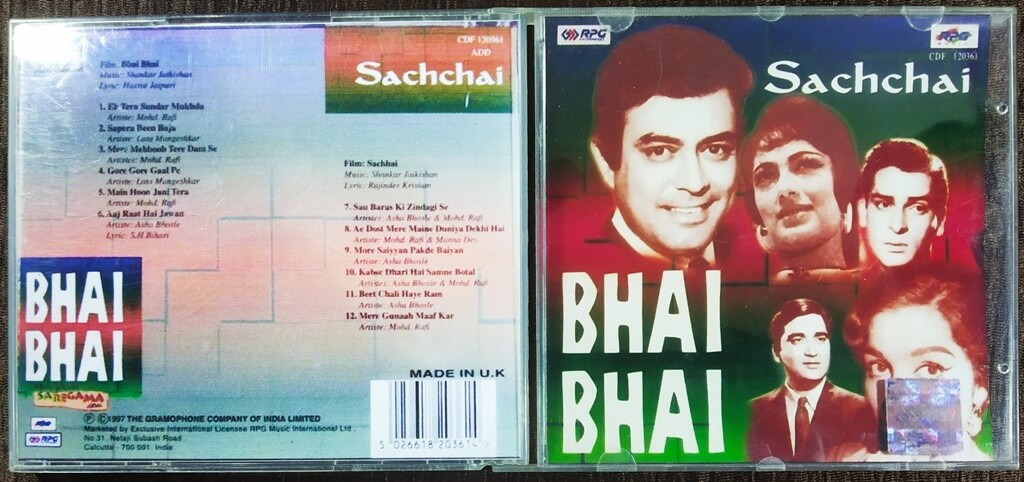 CDF 120361
ADD
Sachchai
Film: Bhai Bhai
Music: Shankar Jaikishan
Lyric: Hasrat Jaipuri
1. Ek Tera Sundar Mukhda
Artiste: Mohd. Rafi
2. Sapera Been Baja
Artiste: Lata Mangeshkar
3. Mere Mehboob Tere Dam Se
Artistes: Mohd. Rafi
4. Gore Gore Gaal Pe
Artiste: Lata Mangeshkar
5. Main Hoon Jani Tera
Artiste: Mohd. Rafi
6. Aaj Raat Hai Jawan
Artiste: Asha Bhosle
Lyric: S.H.Bihari
Film: Sachhai
Music: Shankar Jaikishan
Lyric: Rajinder Krishan
7. Sau Baras Ki Zindagi Se
Artistes: Asha Bhosle & Mohd. Rafi
8. Ae Dost Mere Maine Duniya Dekhi Hai
Artiste: Mohd. Rafi & Manna Dey
9. More Saiyyan Pakde Baiyan
Artiste: Asha Bhosle
10. Kabse Dhari Hai Samne Botal
Artistes: Asha Bhosle & Mohd. Rafi
11. Beet Chali Haye Ram
Artiste: Asha Bhosle
12. Mere Gunaah Maaf Kar
Artiste: Mohd. Rafi
BHAI
BHAI
SAREGAMA
MADE IN U.K
5 026618 203614 >
RPG
Ⓟ ©1997 THE GRAMOPHONE COMPANY OF INDIA LIMITED
Marketed by Exclusive International Licensee RPG Music International Ltd.
No.31. Netaji Subash Road
Calcutta - 700 001. India
RPG
RPG
CDF 120361
Sachchai
BHAI
BHAI